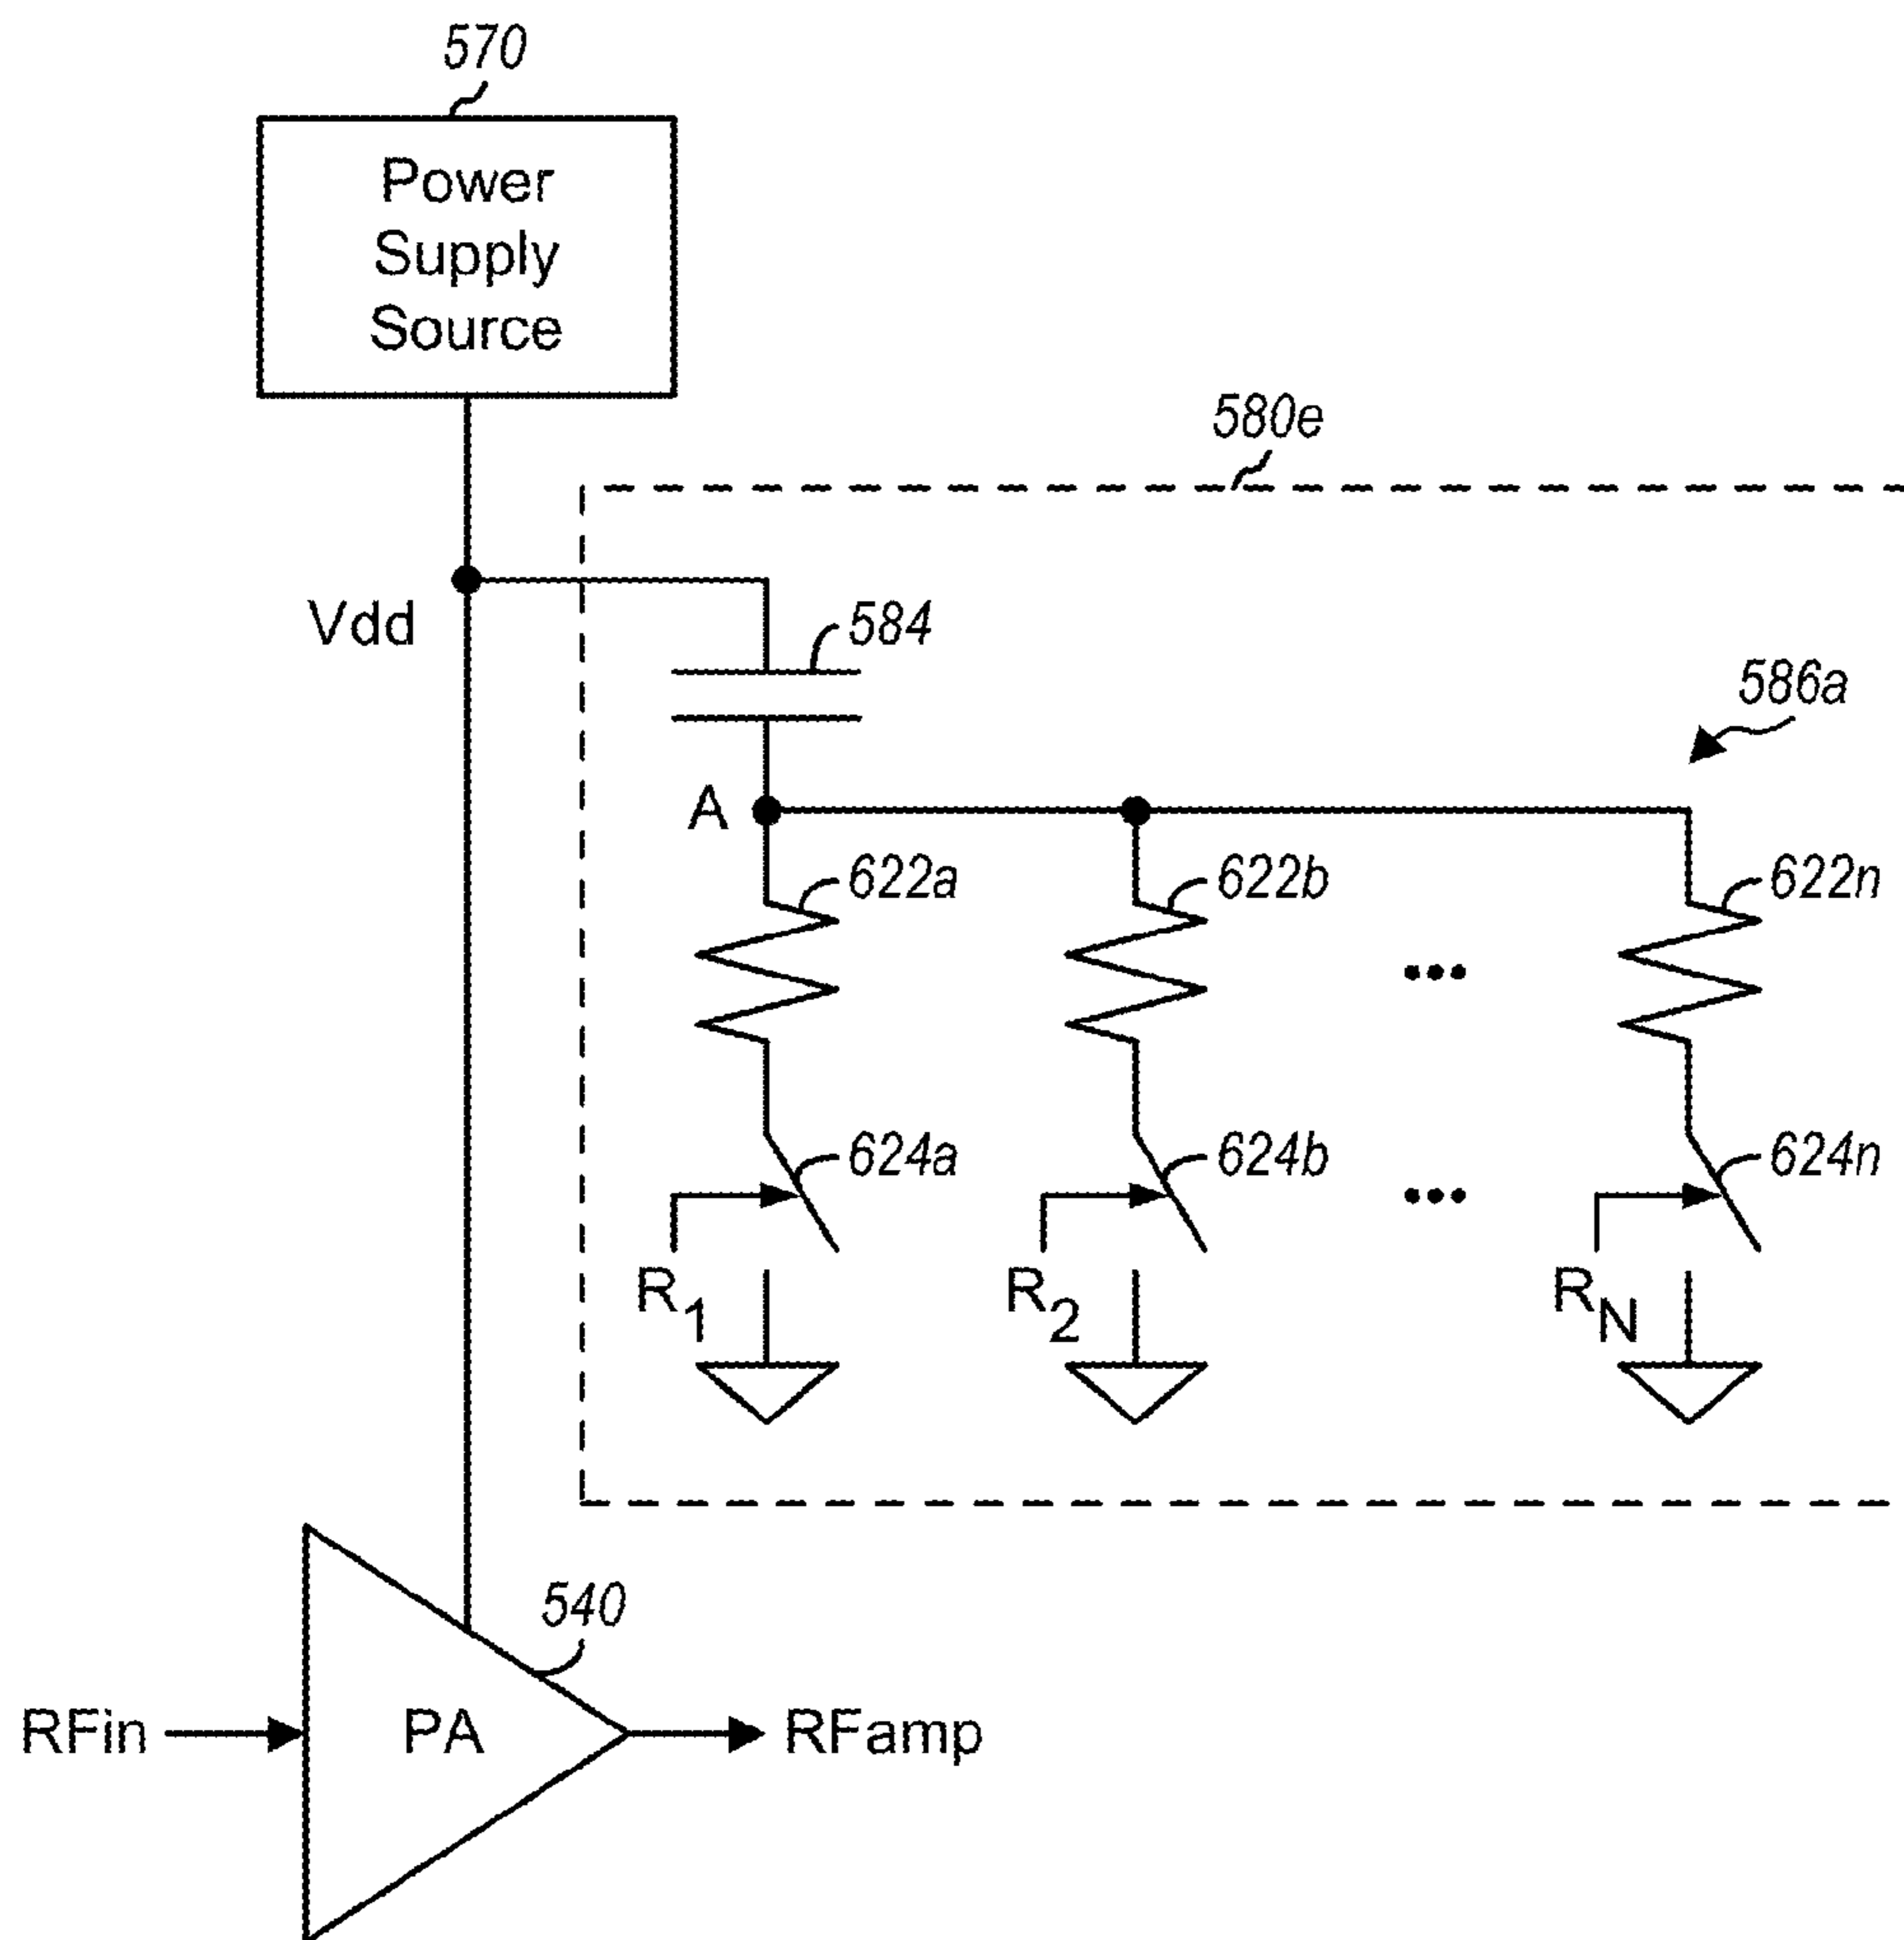 570
Power
Supply
Source
580e
Vdd
584
586a
A
622a
622b
622n
624a
624b
624n
R1
R2
RN
540
RFin
PA
RFamp